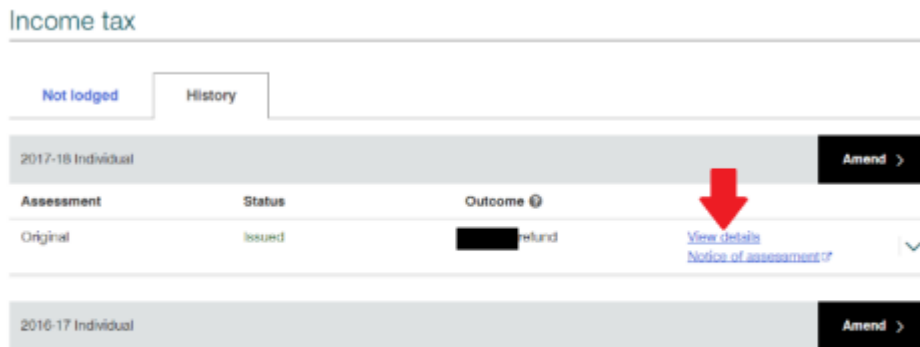 Income tax
Not lodged History
2017-18 Individual Amend >
Assessment Status Outcome ?
Original Issued refund View details
Notice of assessment
2016-17 Individual Amend >